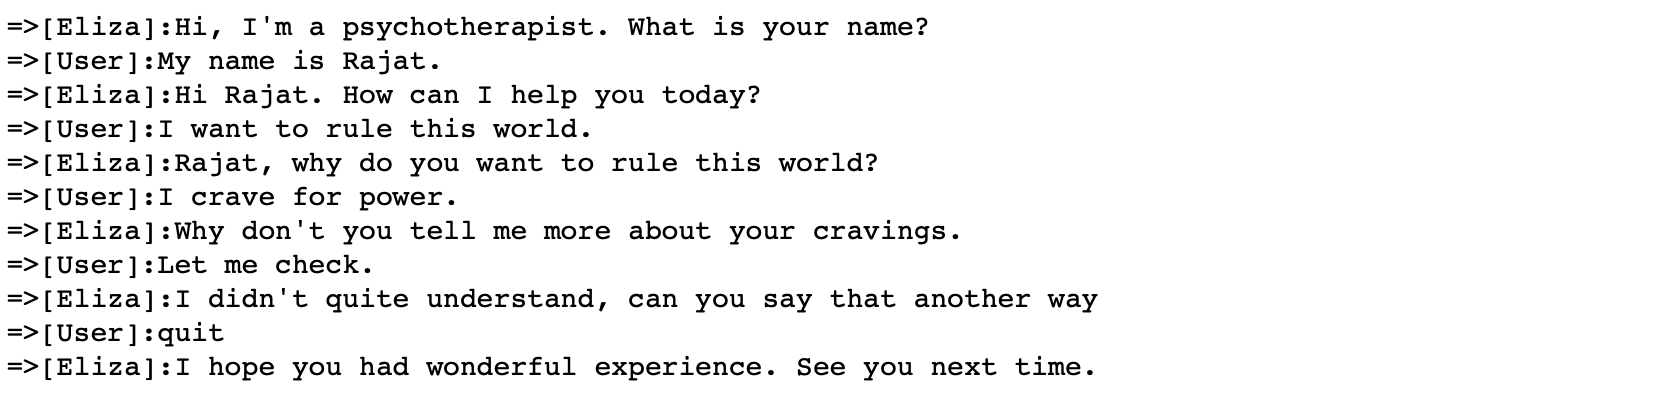 =>[Eliza]:Hi, I'm a psychotherapist. What is your name?
=>[User]:My name is Rajat.
=>[Eliza]:Hi Rajat. How can I help you today?
=>[User]:I want to rule this world.
=>[Eliza]:Rajat, why do you want to rule this world?
=>[User]:I crave for power.
=>[Eliza]:Why don't you tell me more about your cravings.
=>[User]:Let me check.
=>[Eliza]:I didn't quite understand, can you say that another way
=>[User]:quit
=>[Eliza]:I hope you had wonderful experience. See you next time.